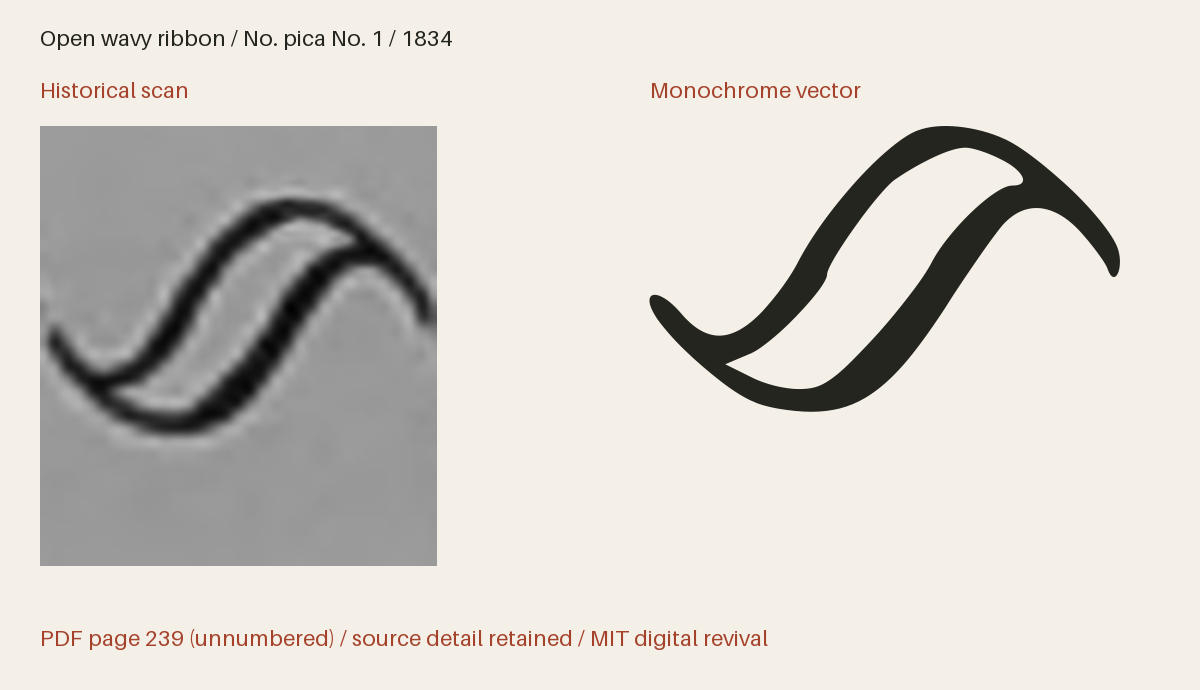 Open wavy ribbon / No. pica No. 1 / 1834
Historical scan
Monochrome vector
PDF page 239 (unnumbered) / source detail retained / MIT digital revival